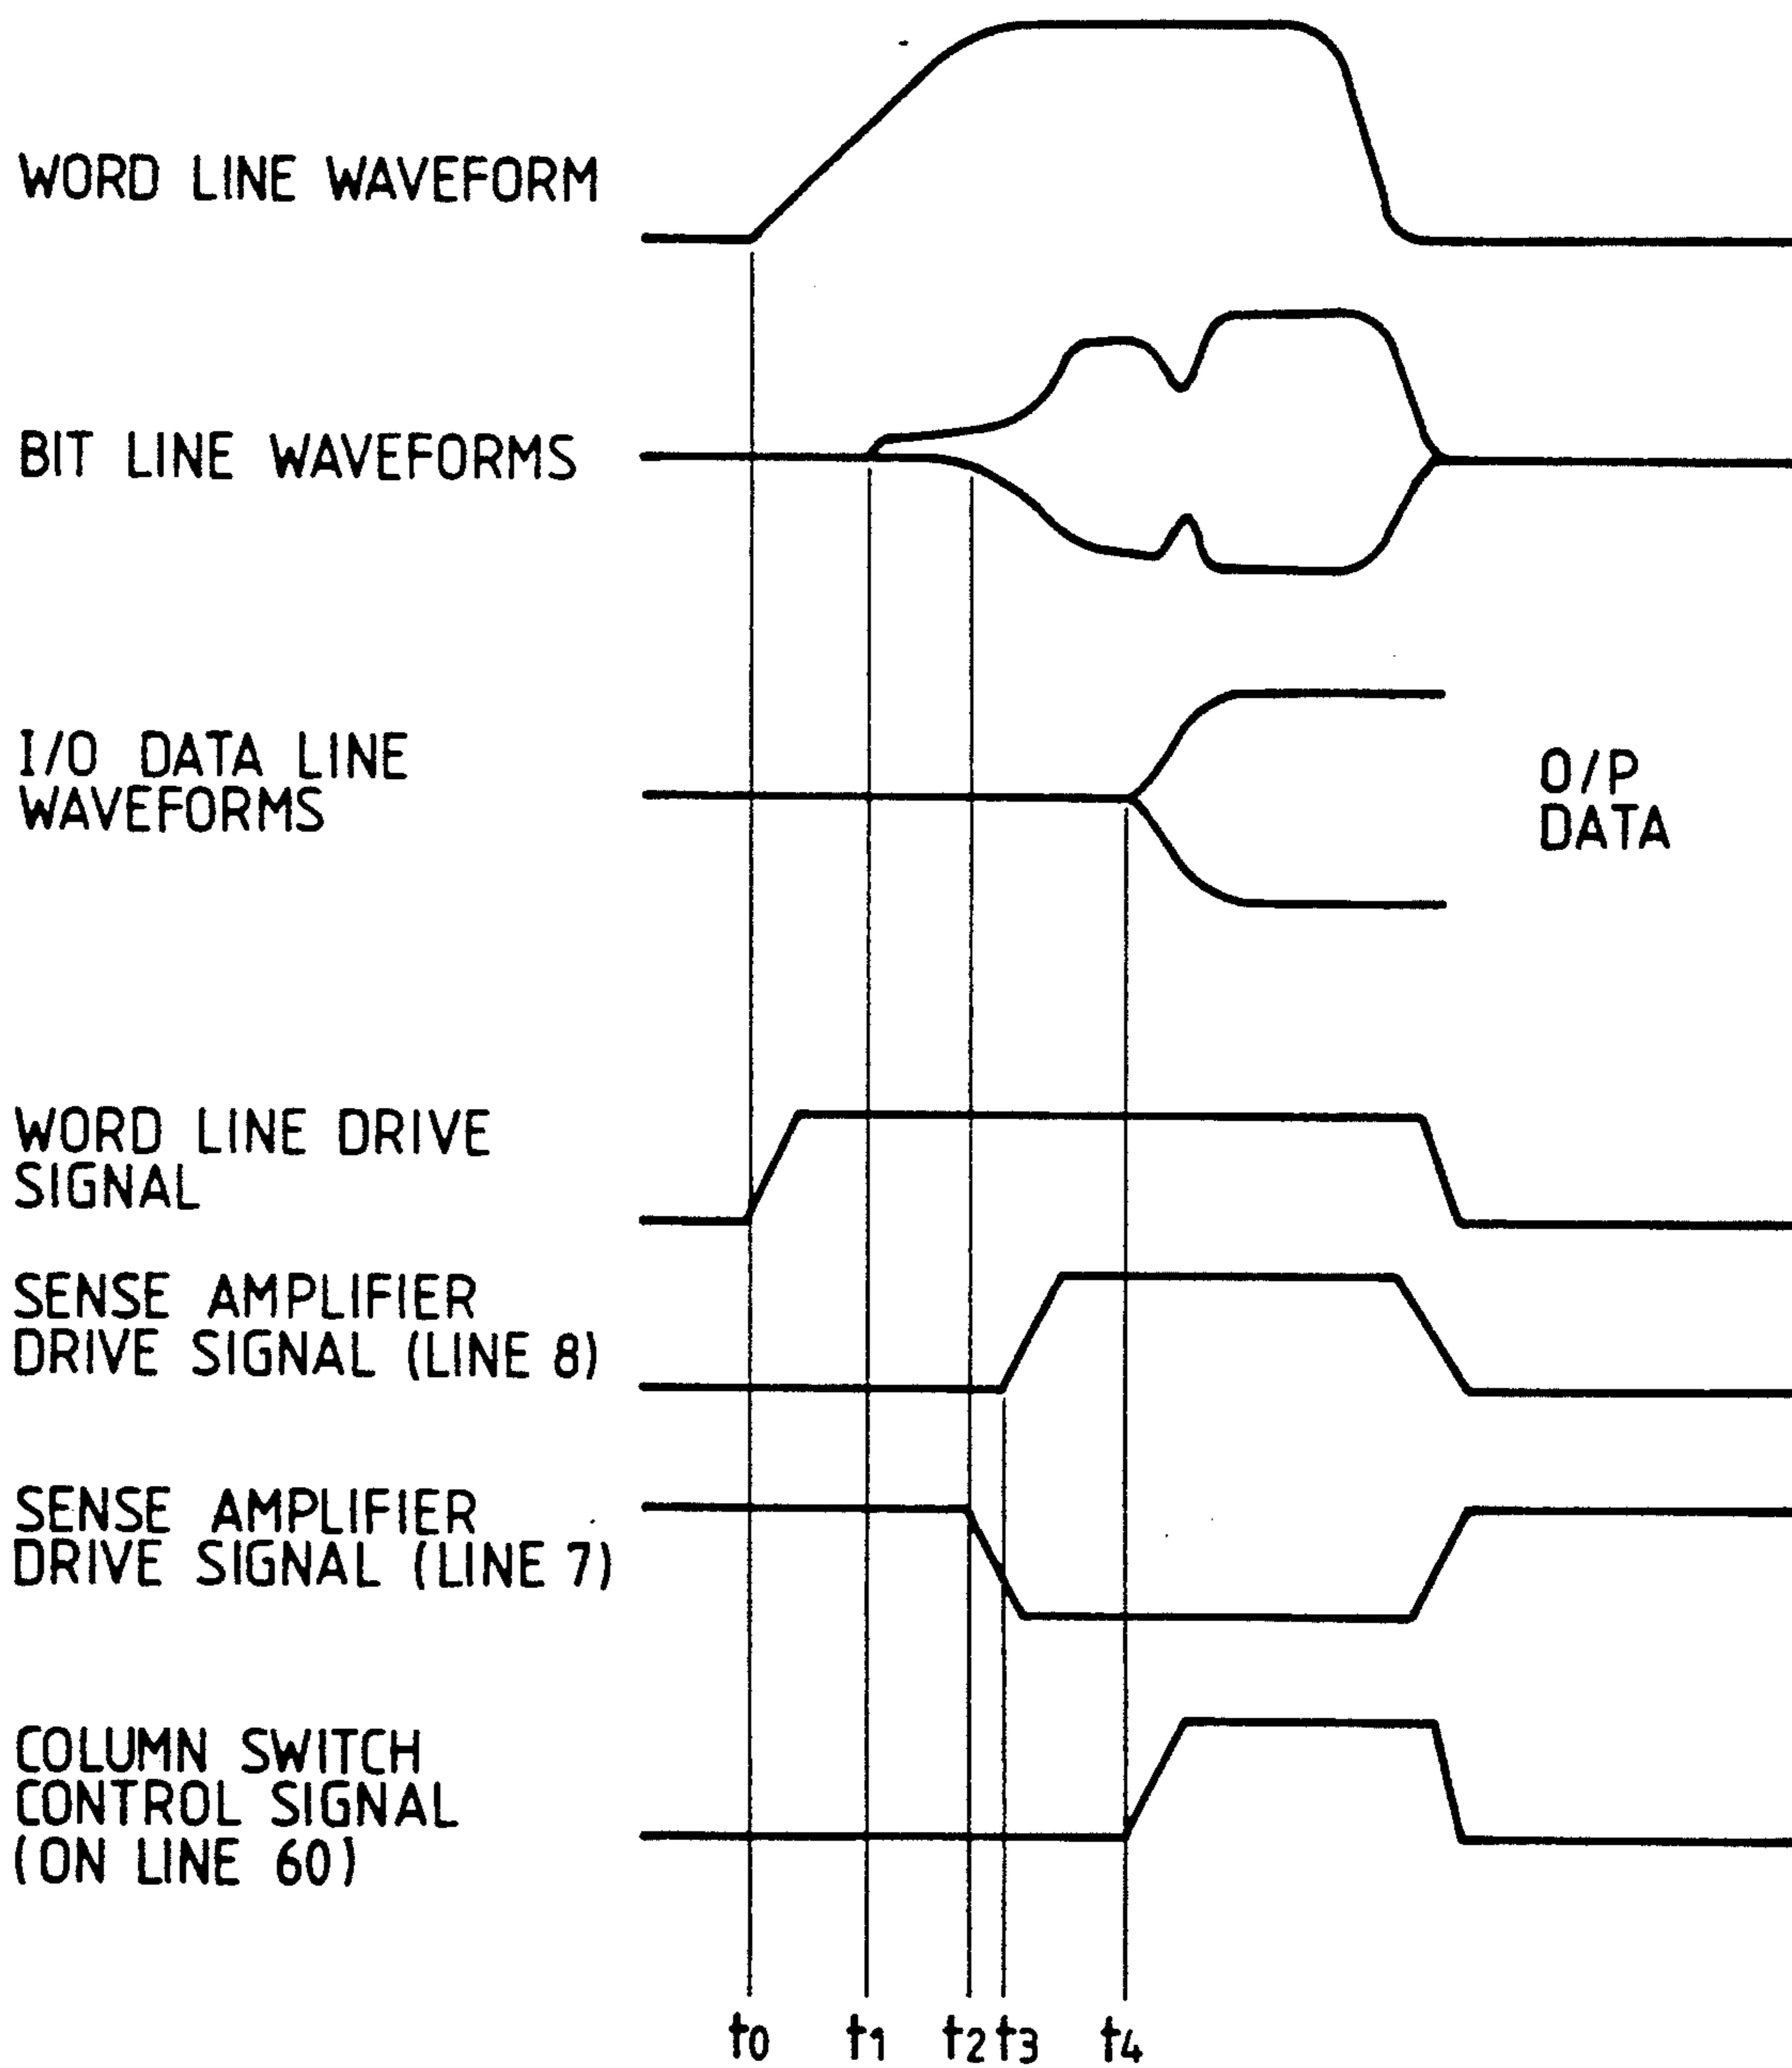 WORD LINE WAVEFORM
BIT LINE WAVEFORMS
I/O DATA LINE
WAVEFORMS
O/P
DATA
WORD LINE DRIVE
SIGNAL
SENSE AMPLIFIER
DRIVE SIGNAL (LINE 8)
SENSE AMPLIFIER
DRIVE SIGNAL (LINE 7)
COLUMN SWITCH
CONTROL SIGNAL
(ON LINE 60)
t0 t1 t2 t3 t4